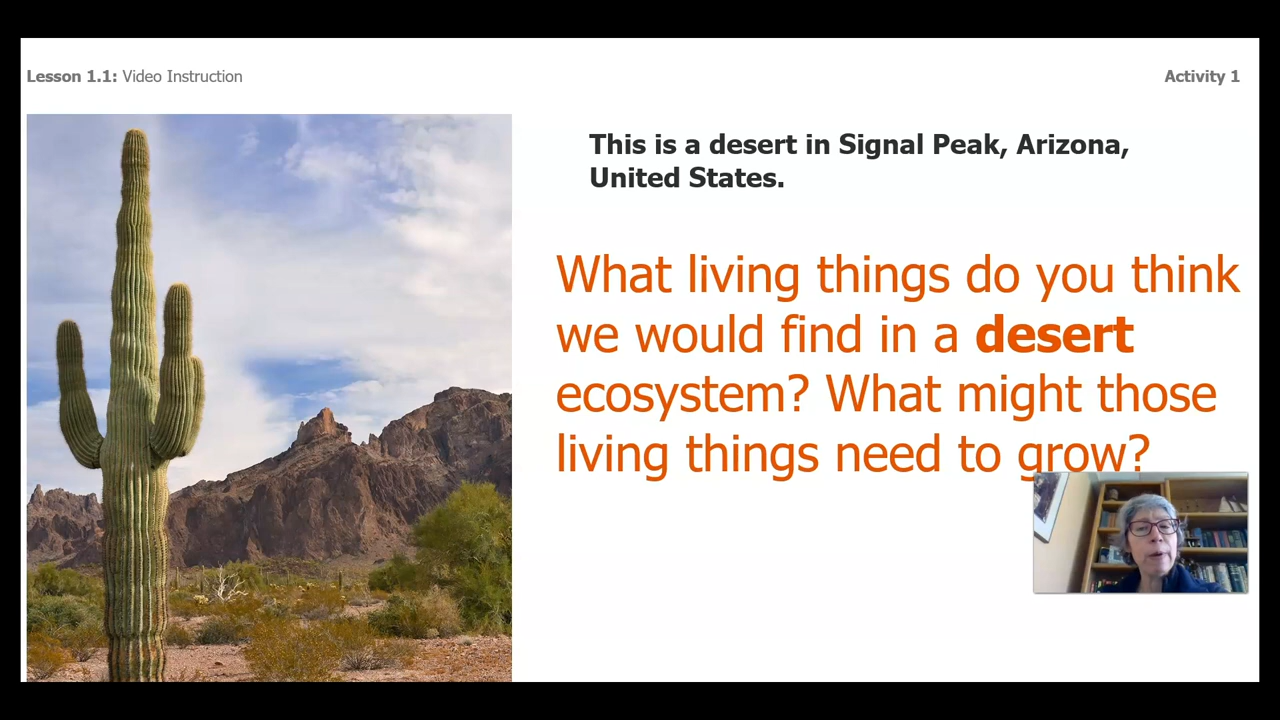 Lesson 1.1: Video Instruction
Activity 1
This is a desert in Signal Peak, Arizona,
United States.
What living things do you think
we would find in a desert
ecosystem? What might those
living things need to grow?